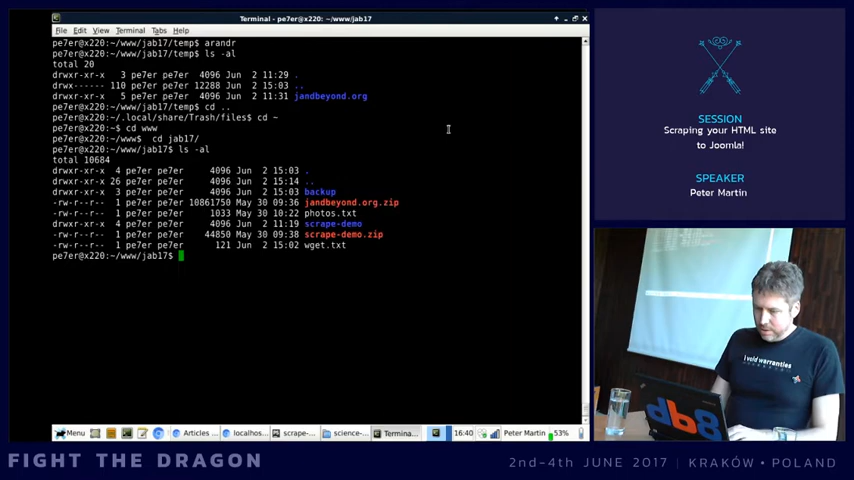 Terminal - pe7er@x220: ~/www/jab17
File Edit View Terminal Tabs Help
pe7er@x220:~/www/jab17/temp$ arandr
pe7er@x220:~/www/jab17/temp$ ls -al
total 20
drwxr-xr-x 3 pe7er pe7er 4096 Jun 2 11:29 .
drwx------ 110 pe7er pe7er 12288 Jun 2 15:03 ..
drwxr-xr-x 5 pe7er pe7er 4096 Jun 2 11:31 jandbeyond.org
pe7er@x220:~/www/jab17/temp$ cd ..
pe7er@x220:~/.local/share/Trash/files$ cd ~
pe7er@x220:~$ cd www
pe7er@x220:~/www$ cd jab17/
pe7er@x220:~/www/jab17$ ls -al
total 10684
drwxr-xr-x 4 pe7er pe7er 4096 Jun 2 15:03 .
drwxr-xr-x 26 pe7er pe7er 4096 Jun 2 15:14 ..
drwxr-xr-x 3 pe7er pe7er 4096 Jun 2 15:03 backup
-rw-r--r-- 1 pe7er pe7er 10861750 May 30 09:36 jandbeyond.org.zip
-rw-r--r-- 1 pe7er pe7er 1033 May 30 10:22 photos.txt
drwxr-xr-x 4 pe7er pe7er 4096 Jun 2 11:19 scrape-demo
-rw-r--r-- 1 pe7er pe7er 44850 May 30 09:38 scrape-demo.zip
-rw-r--r-- 1 pe7er pe7er 121 Jun 2 15:02 wget.txt
pe7er@x220:~/www/jab17$
Menu Articles ... localhos... scrape-... science-... Termina... 16:40 Peter Martin 53%
SESSION
Scraping your HTML site
to Joomla!
SPEAKER
Peter Martin
i void warranties
db8
FIGHT THE DRAGON
2nd-4th JUNE 2017 | KRAKÓW • POLAND